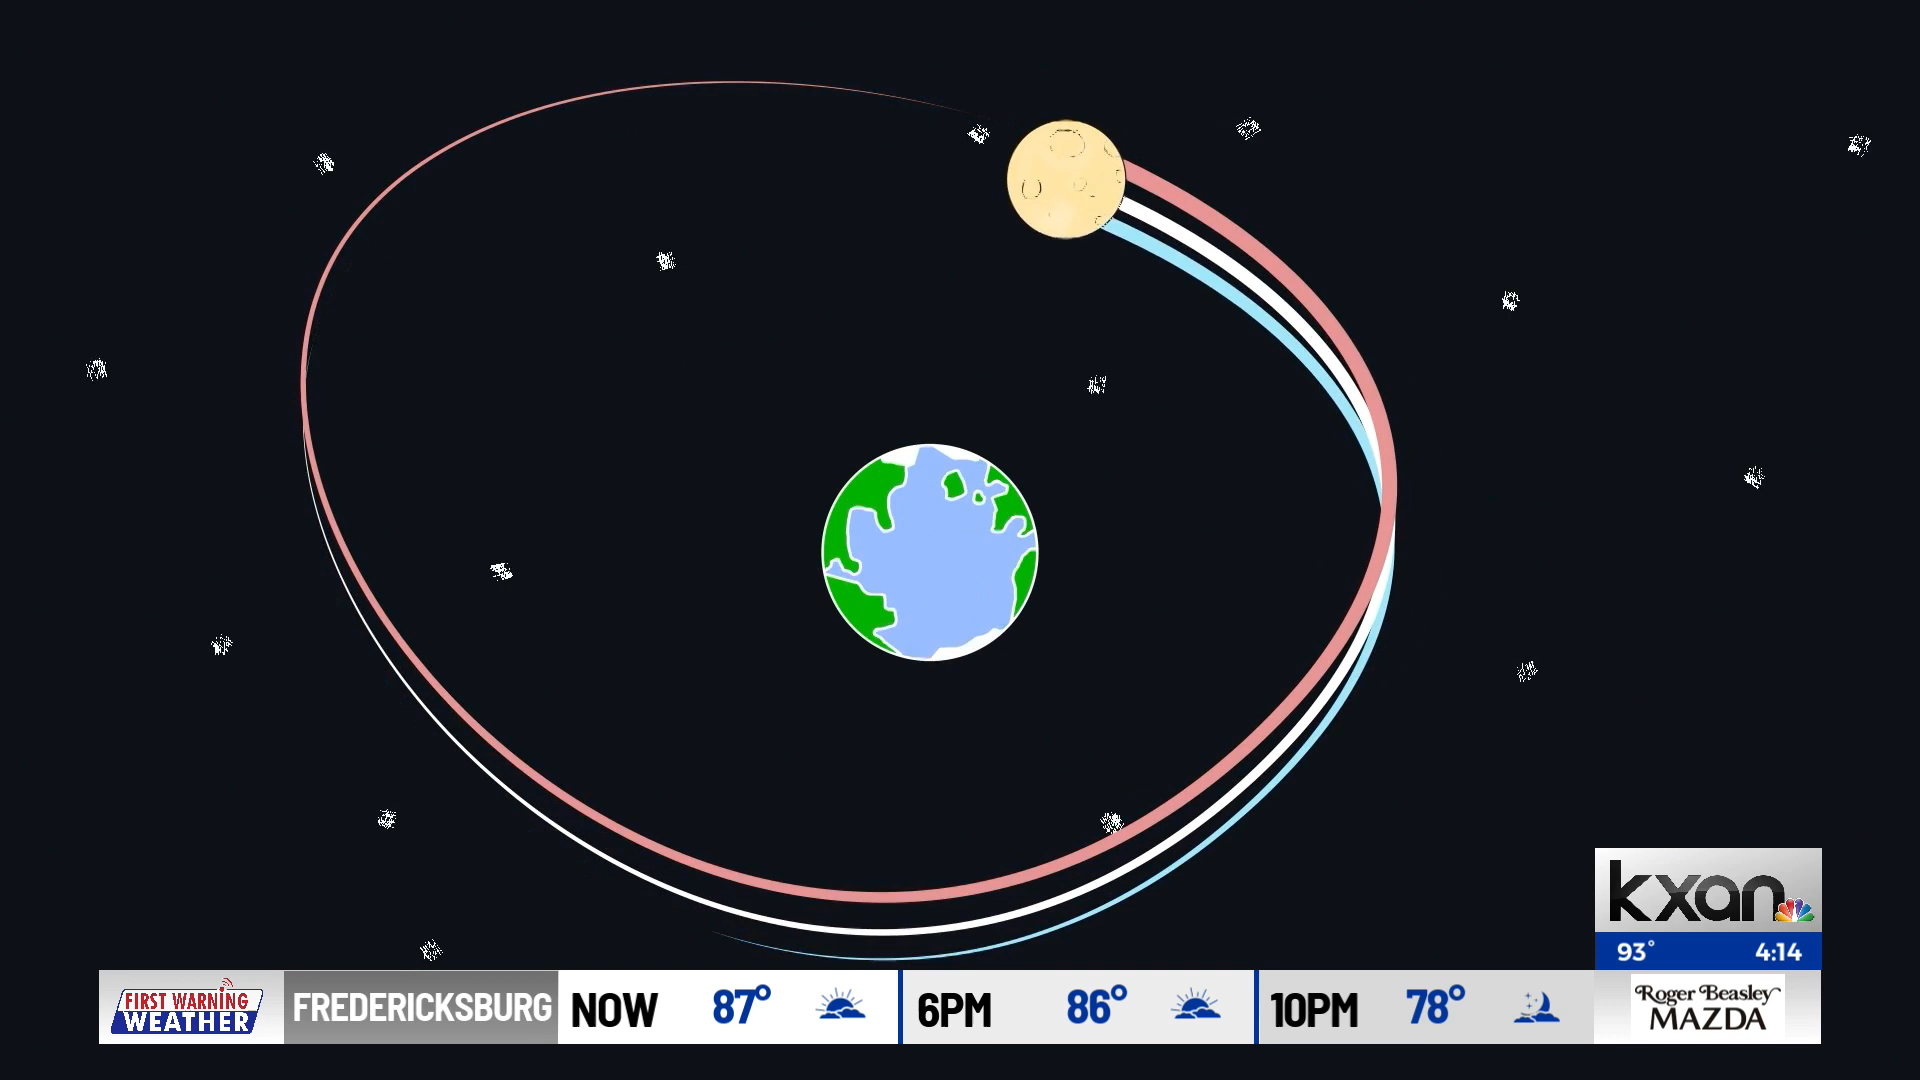 kxan
93° 4:14
FIRST WARNING
WEATHER
FREDERICKSBURG NOW 87° 6PM 86° 10PM 78°
Roger Beasley
MAZDA